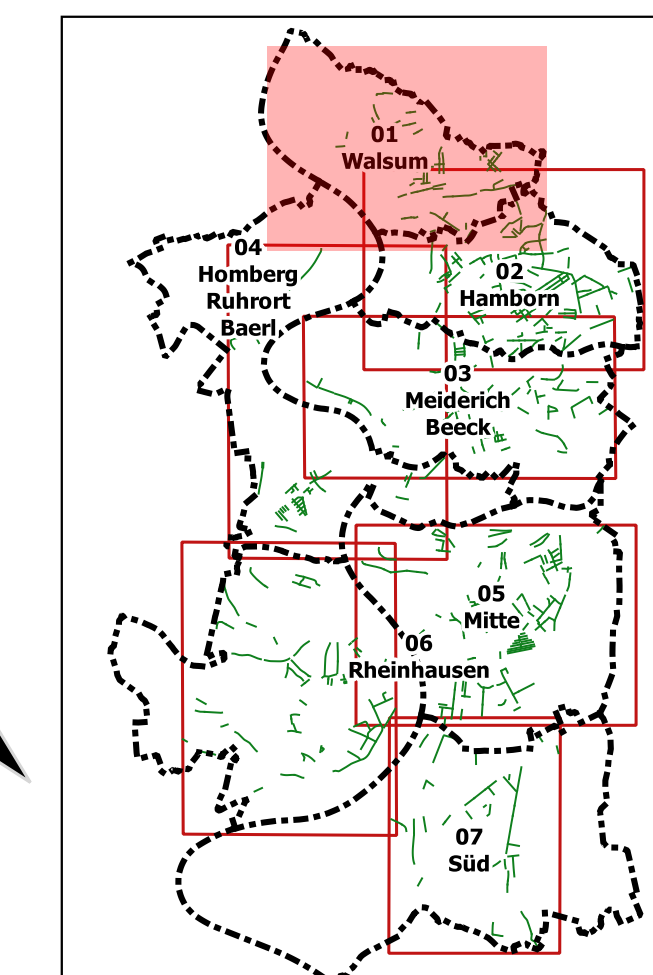 01
Walsum
04
Homberg
Ruhrort
Baerl
02
Hamborn
03
Meiderich
Beeck
05
Mitte
06
Rheinhausen
07
Süd